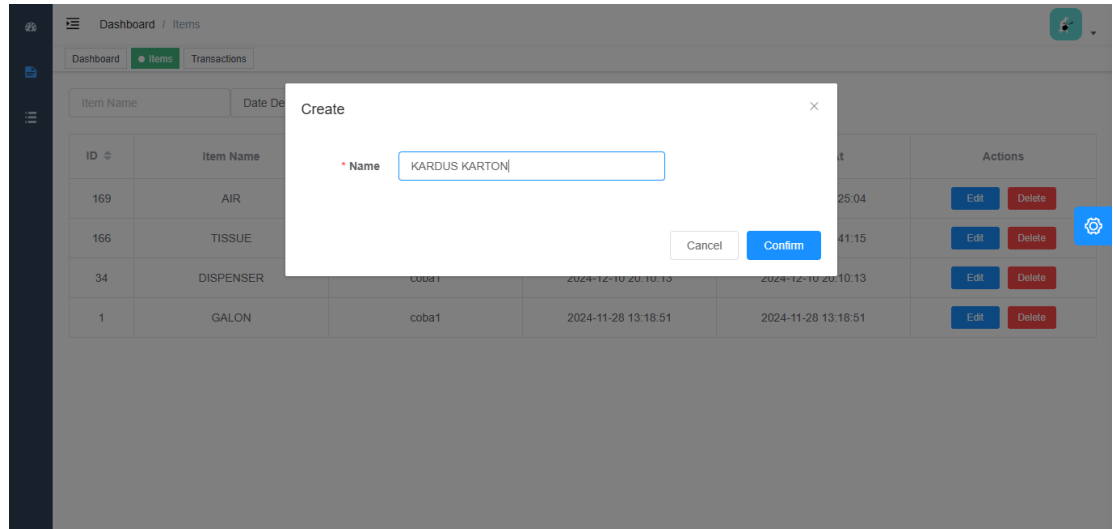 Dashboard / Items
Dashboard Items Transactions
Item Name Date De
Create
* Name KARDUS KARTON
Cancel Confirm
ID Item Name Actions
169 AIR 25:04 Edit Delete
166 TISSUE 41:15 Edit Delete
34 DISPENSER coba1 2024-12-10 20:10:13 2024-12-10 20:10:13 Edit Delete
1 GALON coba1 2024-11-28 13:18:51 2024-11-28 13:18:51 Edit Delete